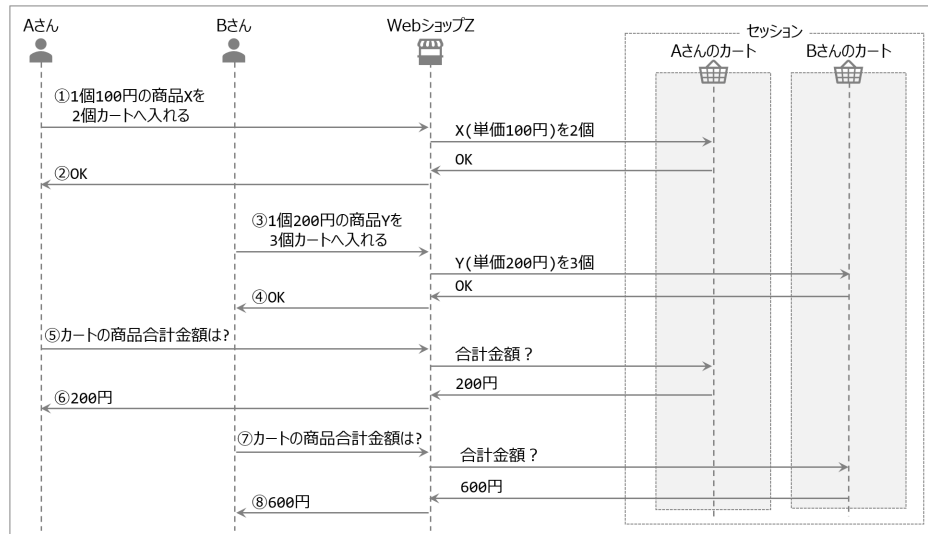 Aさん
Bさん
WebショップZ
セッション
Aさんのカート
Bさんのカート
①1個100円の商品Xを
2個カートへ入れる
X(単価100円)を2個
OK
②OK
③1個200円の商品Yを
3個カートへ入れる
Y(単価200円)を3個
OK
④OK
⑤カートの商品合計金額は?
合計金額？
200円
⑥200円
⑦カートの商品合計金額は?
合計金額？
600円
⑧600円